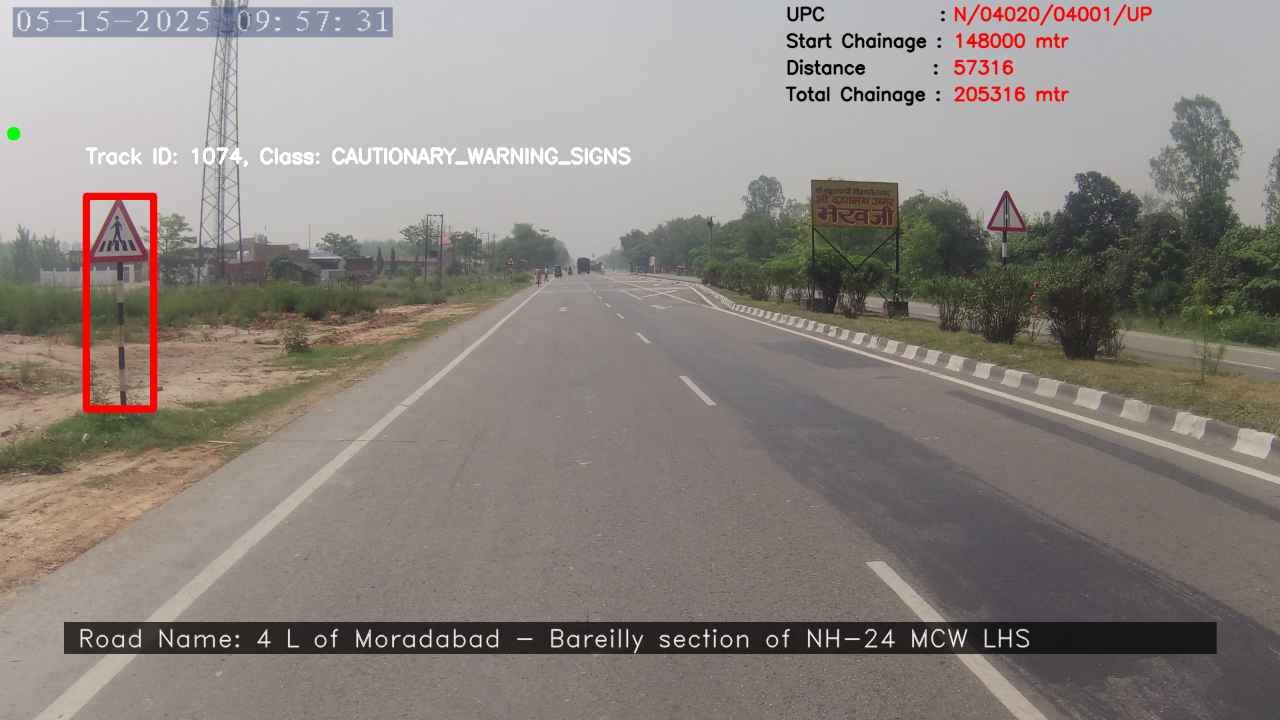 05-15-2025 09:57:31
UPC : N/04020/04001/UP
Start Chainage : 148000 mtr
Distance : 57316
Total Chainage : 205316 mtr
Track ID: 1074, Class: CAUTIONARY_WARNING_SIGNS
भेखजी
Road Name: 4 L of Moradabad - Bareilly section of NH-24 MCW LHS